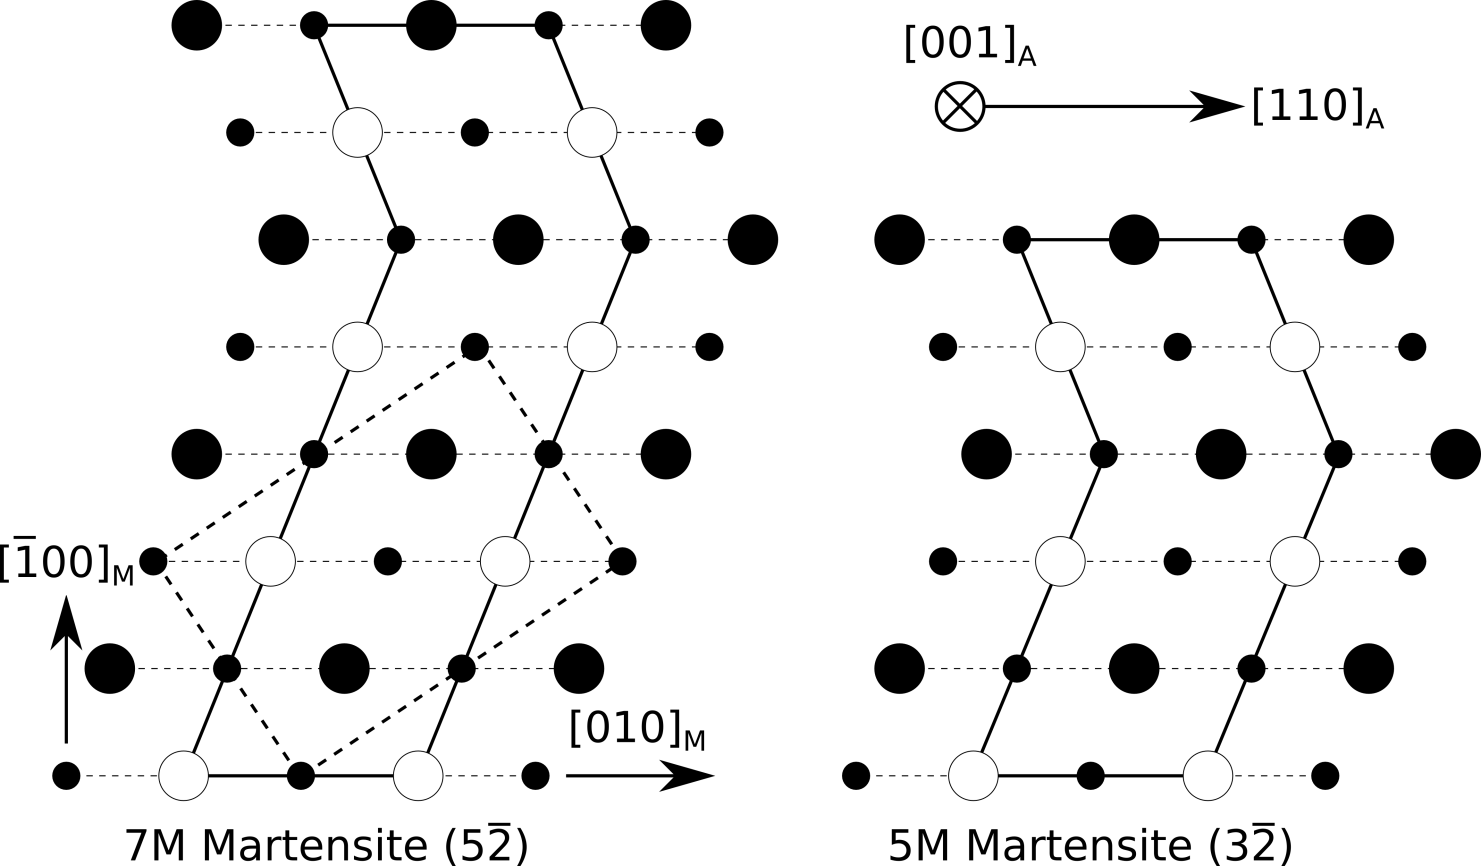 [001]A
[110]A
[1̅00]M
[010]M
7M Martensite (52̅)
5M Martensite (32̅)